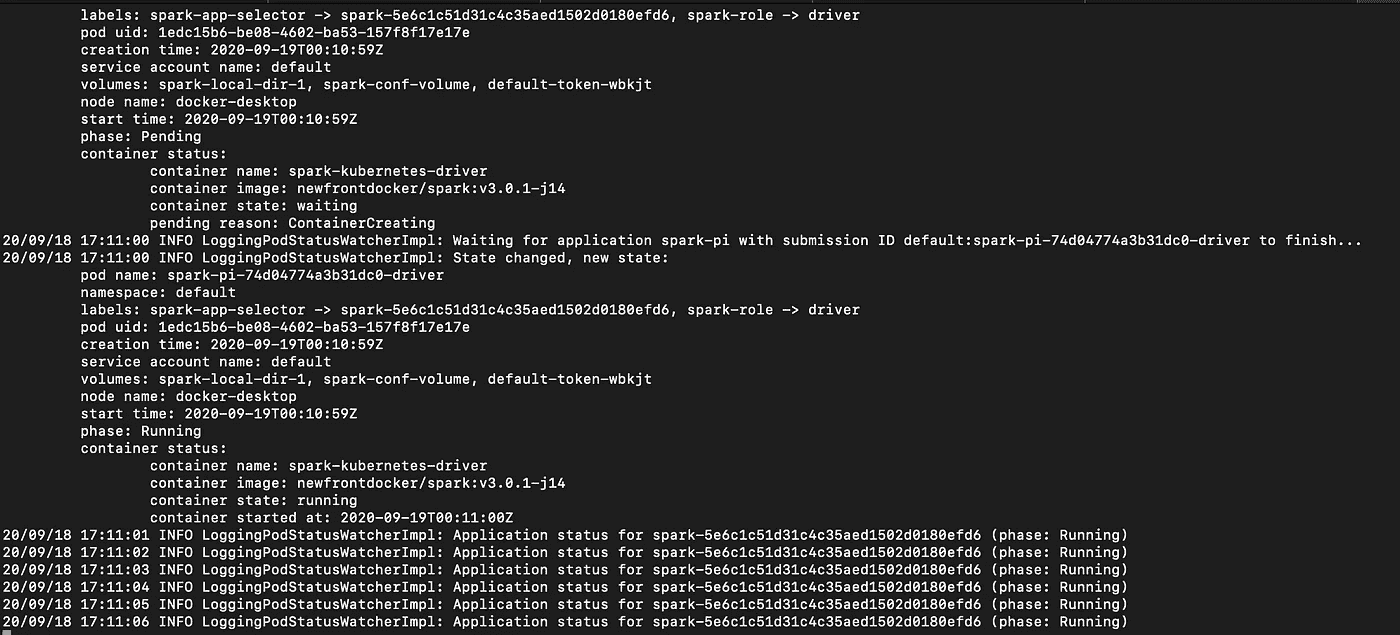 labels: spark-app-selector -> spark-5e6c1c51d31c4c35aed1502d0180efd6, spark-role -> driver
pod uid: 1edc15b6-be08-4602-ba53-157f8f17e17e
creation time: 2020-09-19T00:10:59Z
service account name: default
volumes: spark-local-dir-1, spark-conf-volume, default-token-wbkjt
node name: docker-desktop
start time: 2020-09-19T00:10:59Z
phase: Pending
container status:
container name: spark-kubernetes-driver
container image: newfrontdocker/spark:v3.0.1-j14
container state: waiting
pending reason: ContainerCreating
20/09/18 17:11:00 INFO LoggingPodStatusWatcherImpl: Waiting for application spark-pi with submission ID default:spark-pi-74d04774a3b31dc0-driver to finish...
20/09/18 17:11:00 INFO LoggingPodStatusWatcherImpl: State changed, new state:
pod name: spark-pi-74d04774a3b31dc0-driver
namespace: default
labels: spark-app-selector -> spark-5e6c1c51d31c4c35aed1502d0180efd6, spark-role -> driver
pod uid: 1edc15b6-be08-4602-ba53-157f8f17e17e
creation time: 2020-09-19T00:10:59Z
service account name: default
volumes: spark-local-dir-1, spark-conf-volume, default-token-wbkjt
node name: docker-desktop
start time: 2020-09-19T00:10:59Z
phase: Running
container status:
container name: spark-kubernetes-driver
container image: newfrontdocker/spark:v3.0.1-j14
container state: running
container started at: 2020-09-19T00:11:00Z
20/09/18 17:11:01 INFO LoggingPodStatusWatcherImpl: Application status for spark-5e6c1c51d31c4c35aed1502d0180efd6 (phase: Running)
20/09/18 17:11:02 INFO LoggingPodStatusWatcherImpl: Application status for spark-5e6c1c51d31c4c35aed1502d0180efd6 (phase: Running)
20/09/18 17:11:03 INFO LoggingPodStatusWatcherImpl: Application status for spark-5e6c1c51d31c4c35aed1502d0180efd6 (phase: Running)
20/09/18 17:11:04 INFO LoggingPodStatusWatcherImpl: Application status for spark-5e6c1c51d31c4c35aed1502d0180efd6 (phase: Running)
20/09/18 17:11:05 INFO LoggingPodStatusWatcherImpl: Application status for spark-5e6c1c51d31c4c35aed1502d0180efd6 (phase: Running)
20/09/18 17:11:06 INFO LoggingPodStatusWatcherImpl: Application status for spark-5e6c1c51d31c4c35aed1502d0180efd6 (phase: Running)